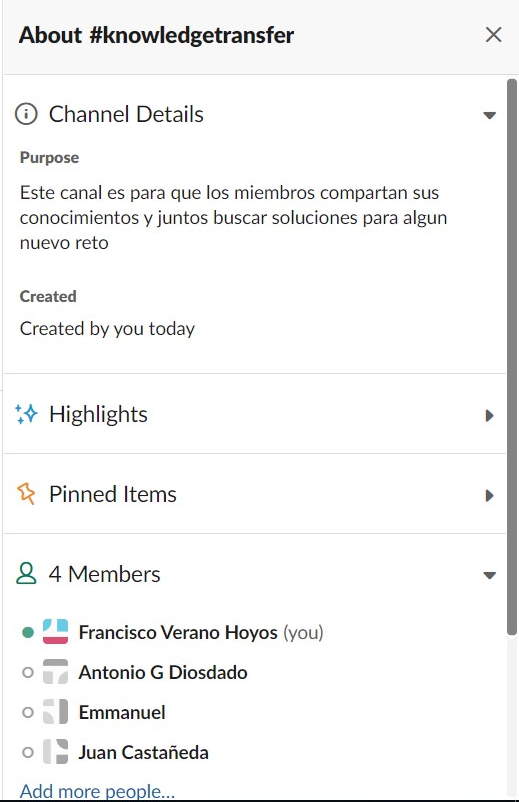 About #knowledgetransfer
Channel Details
Purpose
Este canal es para que los miembros compartan sus
conocimientos y juntos buscar soluciones para algun
nuevo reto
Created
Created by you today
Highlights
Pinned Items
4 Members
Francisco Verano Hoyos (you)
Antonio G Diosdado
Emmanuel
Juan Castañeda
Add more people...